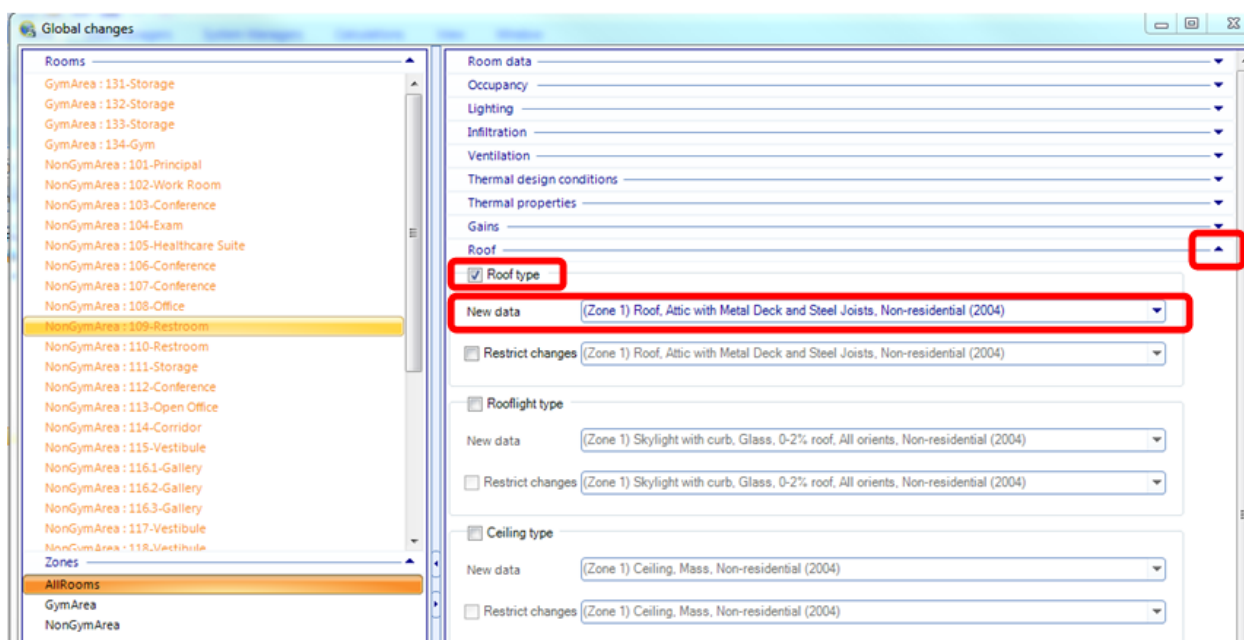 Global changes
Rooms
GymArea : 131-Storage
GymArea : 132-Storage
GymArea : 133-Storage
GymArea : 134-Gym
NonGymArea : 101-Principal
NonGymArea : 102-Work Room
NonGymArea : 103-Conference
NonGymArea : 104-Exam
NonGymArea : 105-Healthcare Suite
NonGymArea : 106-Conference
NonGymArea : 107-Conference
NonGymArea : 108-Office
NonGymArea : 109-Restroom
NonGymArea : 110-Restroom
NonGymArea : 111-Storage
NonGymArea : 112-Conference
NonGymArea : 113-Open Office
NonGymArea : 114-Corridor
NonGymArea : 115-Vestibule
NonGymArea : 116.1-Gallery
NonGymArea : 116.2-Gallery
NonGymArea : 116.3-Gallery
NonGymArea : 117-Vestibule
NonGymArea : 118-Vestibule
Zones
AllRooms
GymArea
NonGymArea
Room data
Occupancy
Lighting
Infiltration
Ventilation
Thermal design conditions
Thermal properties
Gains
Roof
Roof type
New data (Zone 1) Roof, Attic with Metal Deck and Steel Joists, Non-residential (2004)
Restrict changes (Zone 1) Roof, Attic with Metal Deck and Steel Joists, Non-residential (2004)
Rooflight type
New data (Zone 1) Skylight with curb, Glass, 0-2% roof, All orients, Non-residential (2004)
Restrict changes (Zone 1) Skylight with curb, Glass, 0-2% roof, All orients, Non-residential (2004)
Ceiling type
New data (Zone 1) Ceiling, Mass, Non-residential (2004)
Restrict changes (Zone 1) Ceiling, Mass, Non-residential (2004)